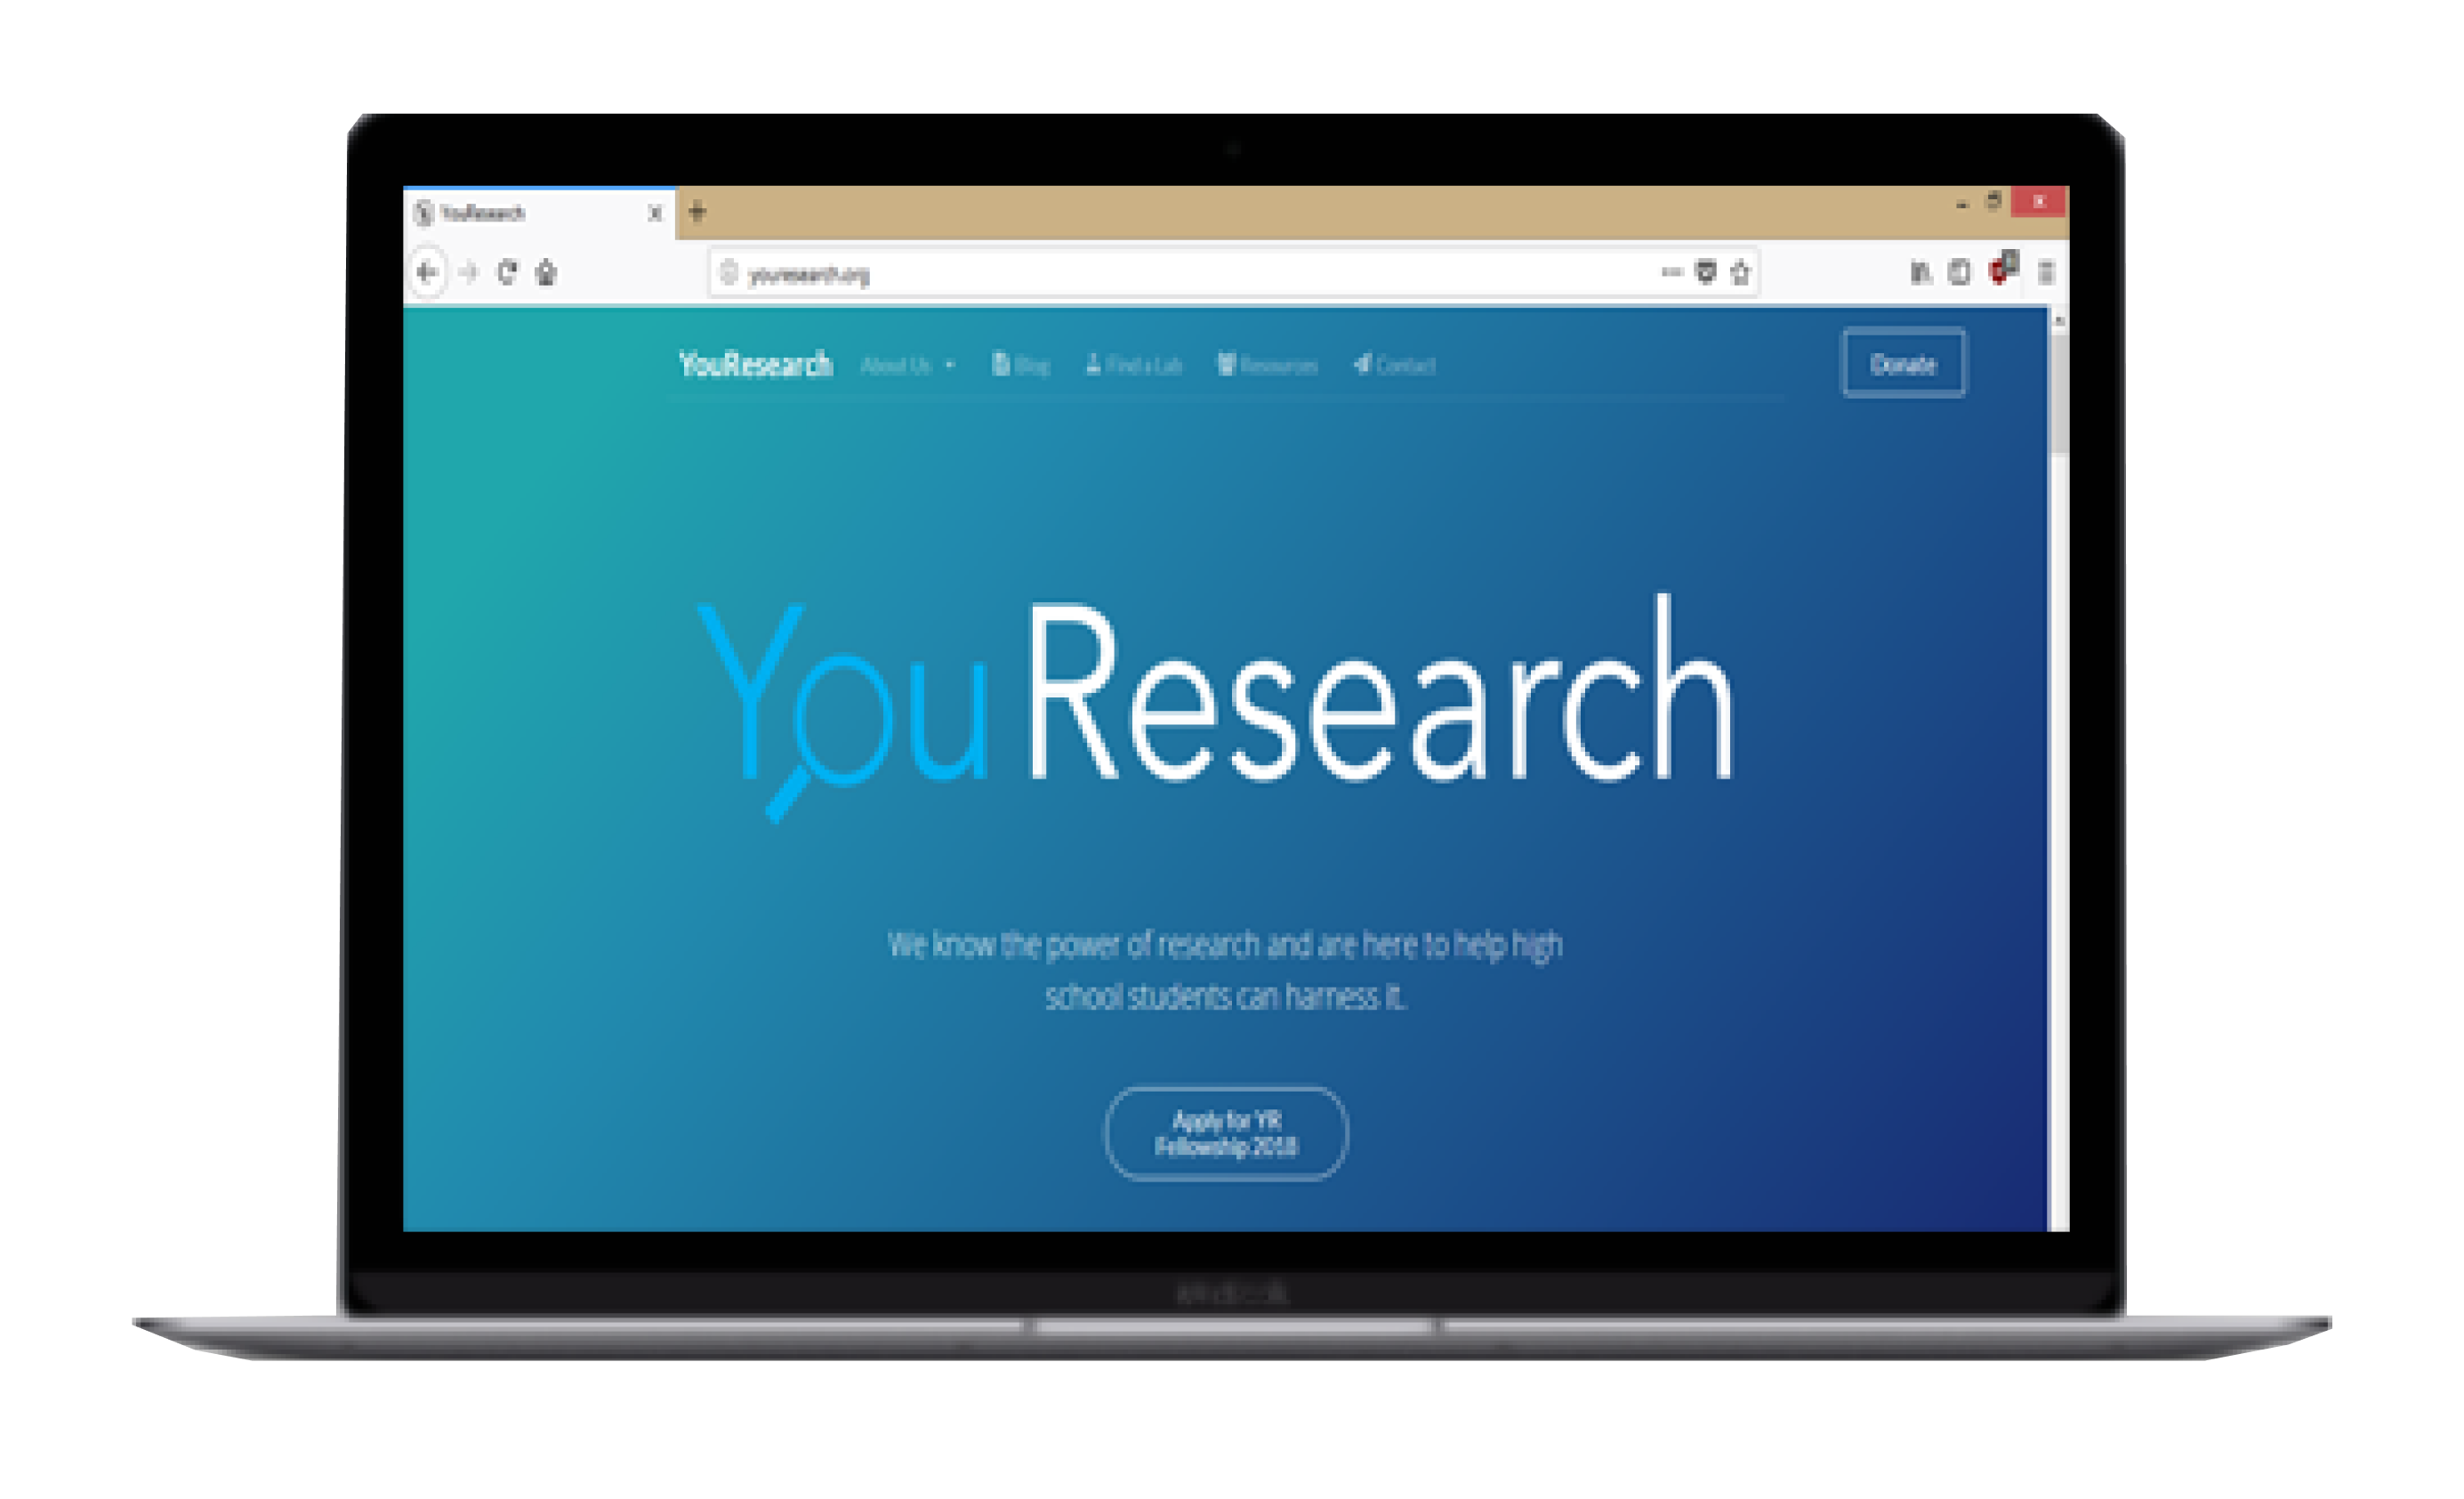 YouResearch
youresearch.org
YouResearch About Us Blog Find a Lab Resources Contact Donate
YouResearch
We know the power of research and are here to help high
school students can harness it.
Apply for YR
Fellowship 2018